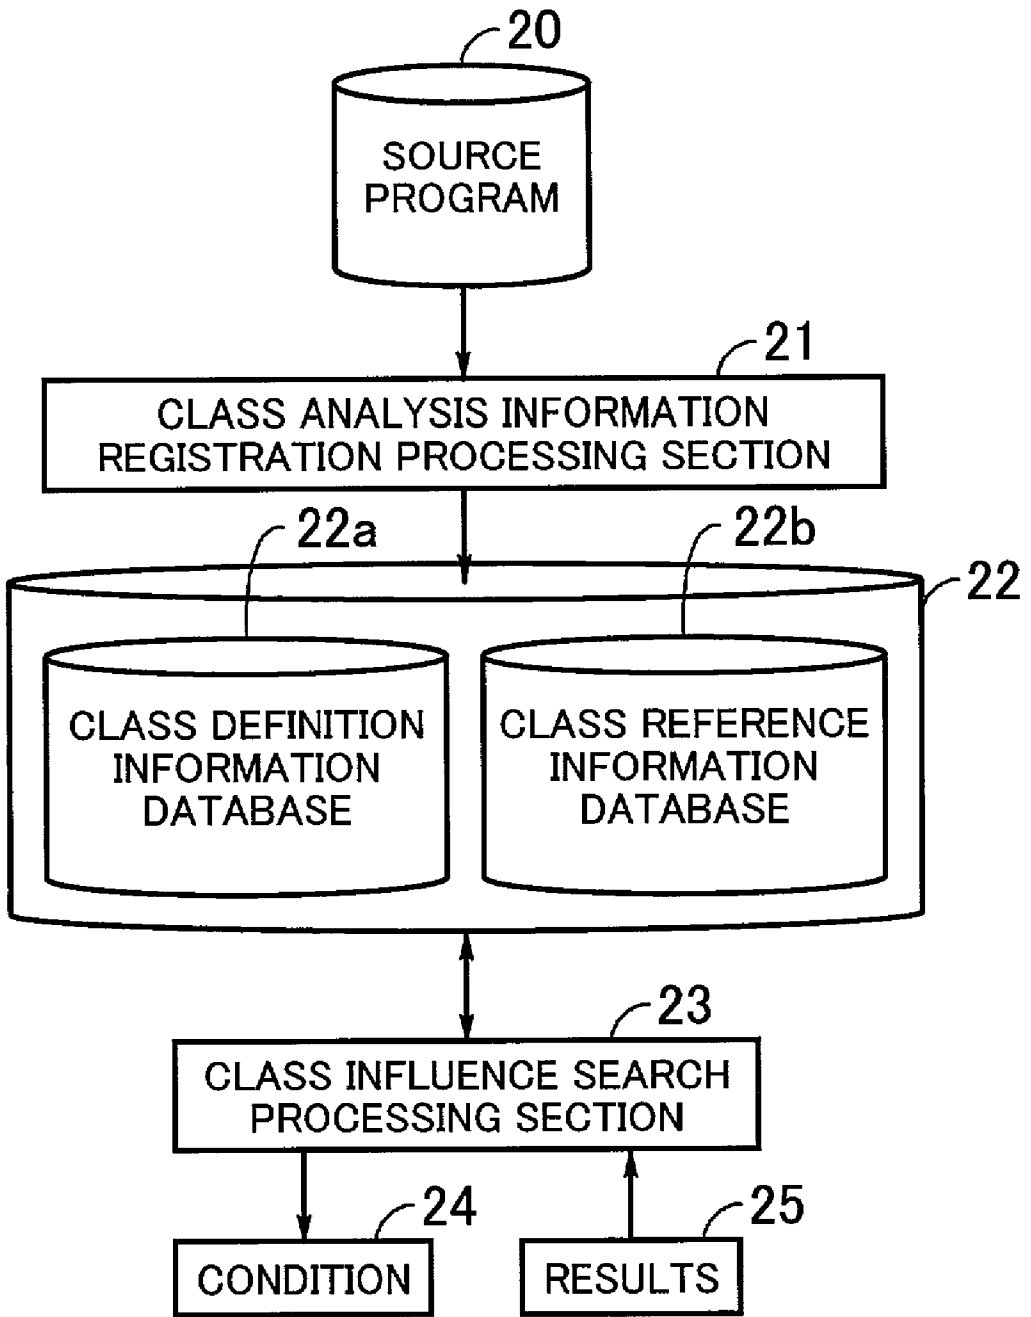 20
SOURCE
PROGRAM
21
CLASS ANALYSIS INFORMATION
REGISTRATION PROCESSING SECTION
22a
22b
22
CLASS DEFINITION
INFORMATION
DATABASE
CLASS REFERENCE
INFORMATION
DATABASE
23
CLASS INFLUENCE SEARCH
PROCESSING SECTION
24
CONDITION
25
RESULTS